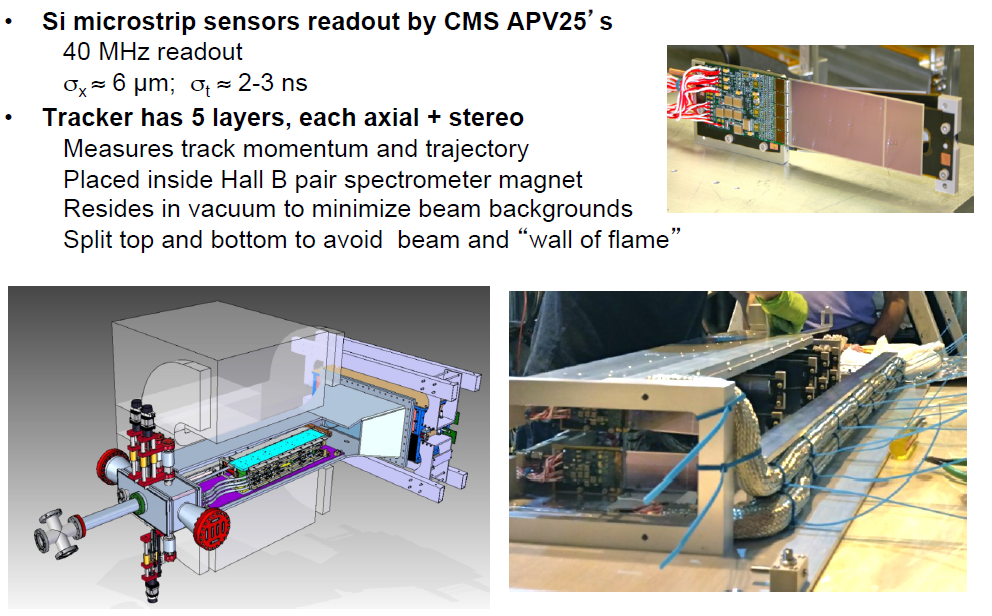 • Si microstrip sensors readout by CMS APV25’s
40 MHz readout
σx ≈ 6 μm; σt ≈ 2-3 ns
• Tracker has 5 layers, each axial + stereo
Measures track momentum and trajectory
Placed inside Hall B pair spectrometer magnet
Resides in vacuum to minimize beam backgrounds
Split top and bottom to avoid beam and “wall of flame”